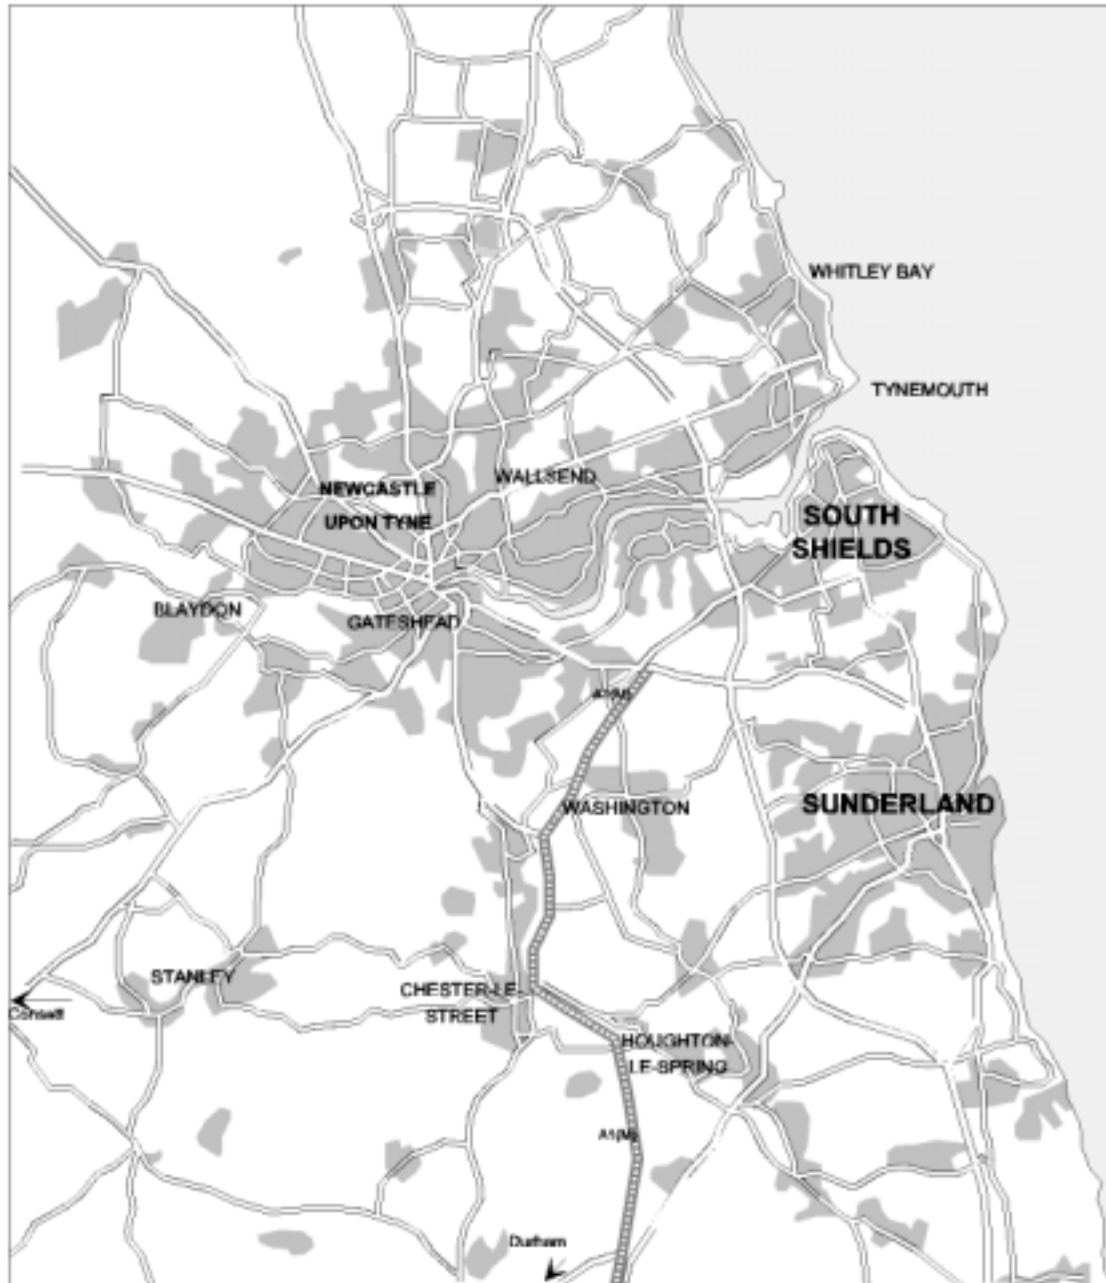 WHITLEY BAY
TYNEMOUTH
WALLSEND
NEWCASTLE
UPON TYNE
SOUTH
SHIELDS
BLAYDON
GATESHEAD
A1(M)
WASHINGTON
SUNDERLAND
STANLEY
CHESTER-LE-
STREET
Consett
HOUGHTON-
LE-SPRING
A1(M)
Durham